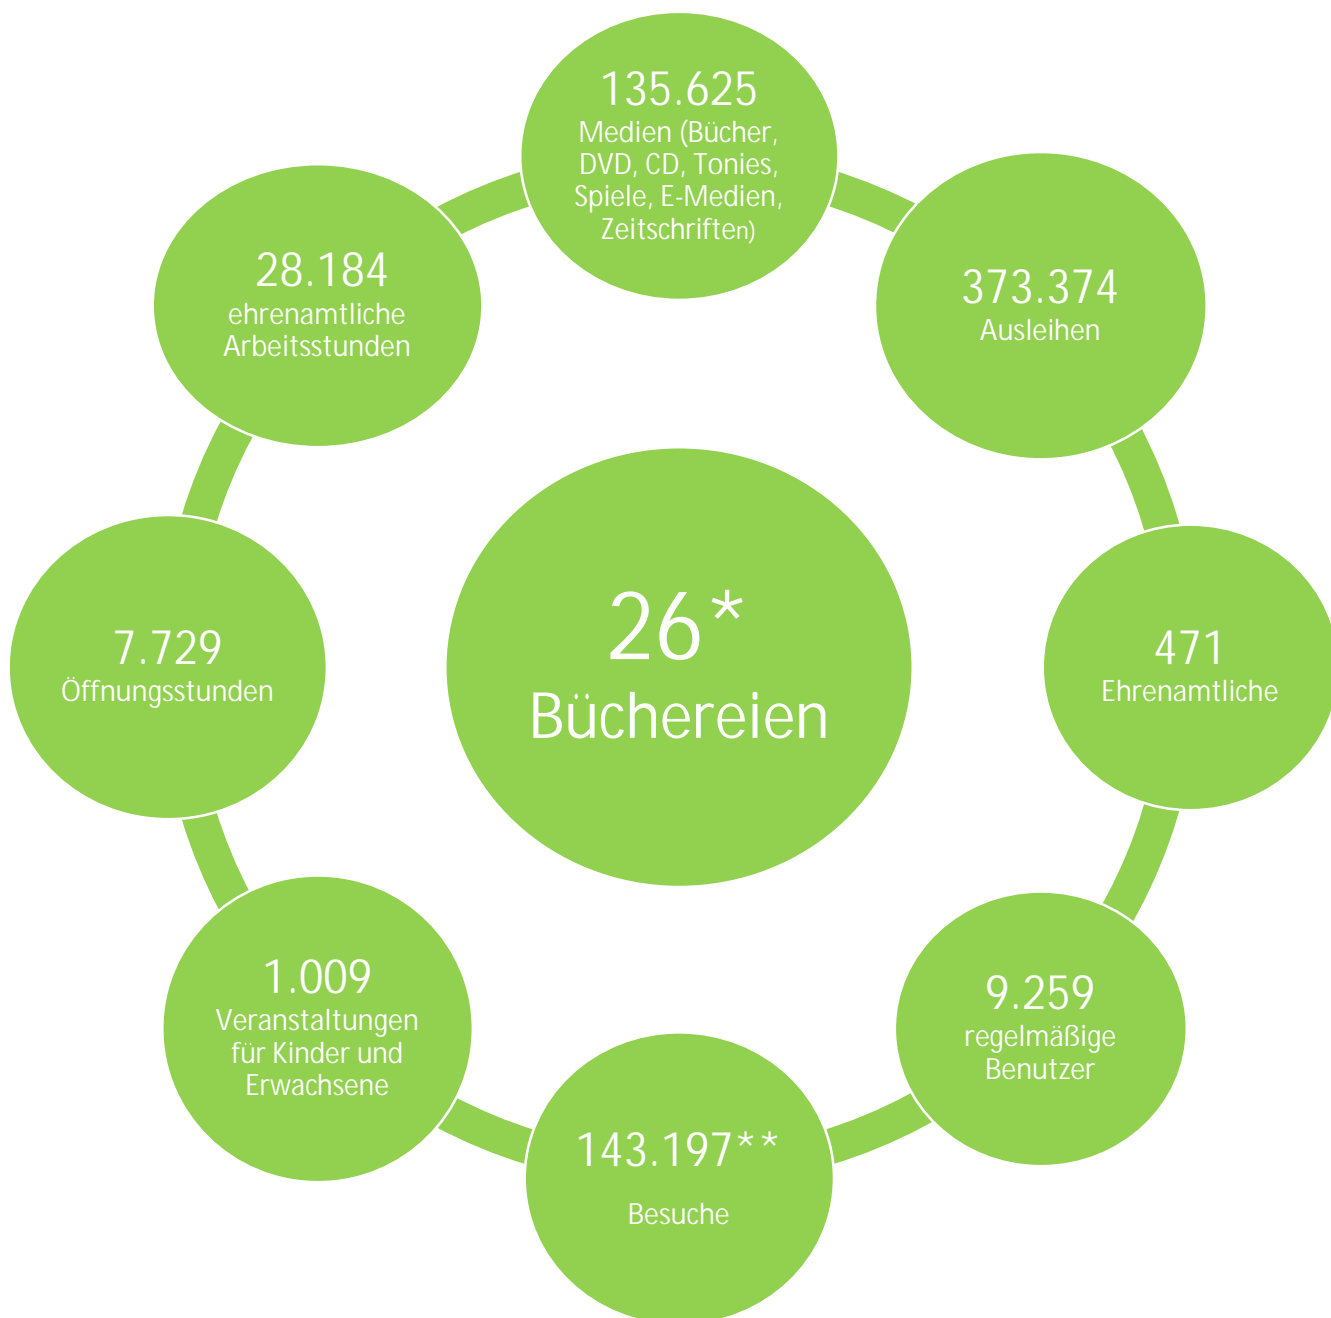 135.625
Medien (Bücher,
DVD, CD, Tonies,
Spiele, E-Medien,
Zeitschriften)
373.374
Ausleihen
471
Ehrenamtliche
9.259
regelmäßige
Benutzer
143.197**
Besuche
1.009
Veranstaltungen
für Kinder und
Erwachsene
7.729
Öffnungsstunden
28.184
ehrenamtliche
Arbeitsstunden
26*
Büchereien